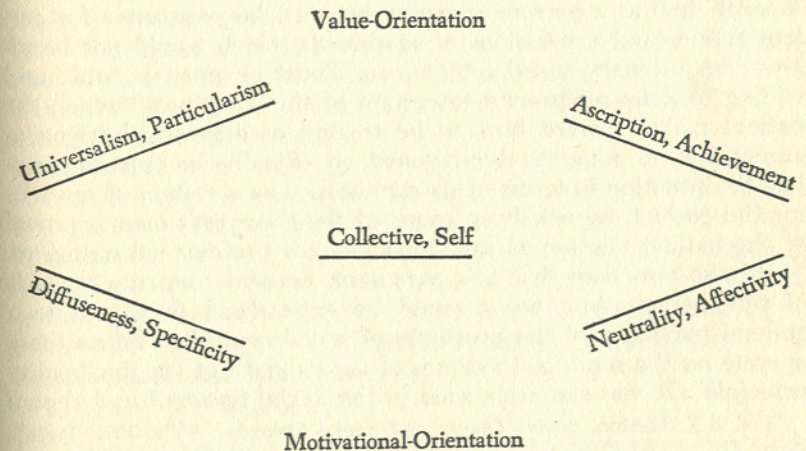 Value-Orientation
Universalism, Particularism
Ascription, Achievement
Collective, Self
Diffuseness, Specificity
Neutrality, Affectivity
Motivational-Orientation